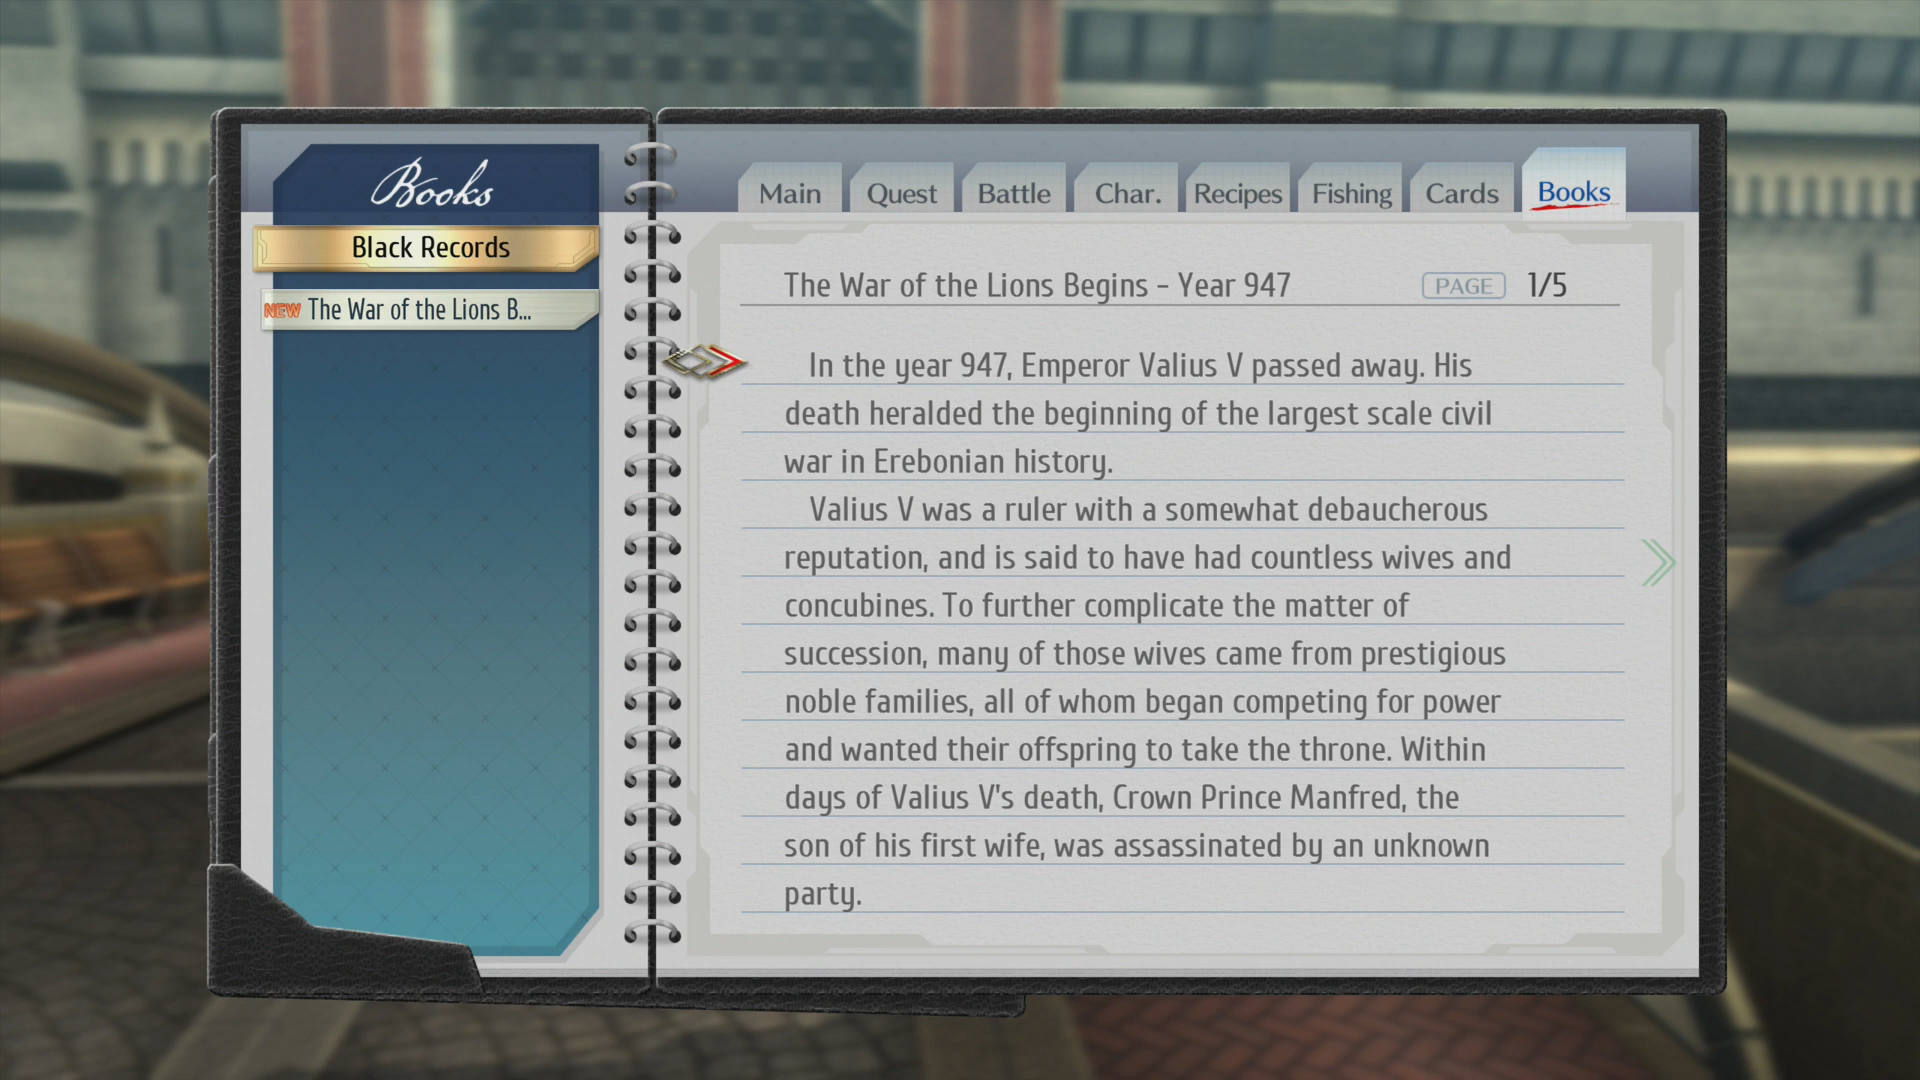 Books
Black Records
NEW The War of the Lions B...
Main Quest Battle Char. Recipes Fishing Cards Books
The War of the Lions Begins - Year 947 PAGE 1/5
In the year 947, Emperor Valius V passed away. His
death heralded the beginning of the largest scale civil
war in Erebonian history.
Valius V was a ruler with a somewhat debaucherous
reputation, and is said to have had countless wives and
concubines. To further complicate the matter of
succession, many of those wives came from prestigious
noble families, all of whom began competing for power
and wanted their offspring to take the throne. Within
days of Valius V's death, Crown Prince Manfred, the
son of his first wife, was assassinated by an unknown
party.